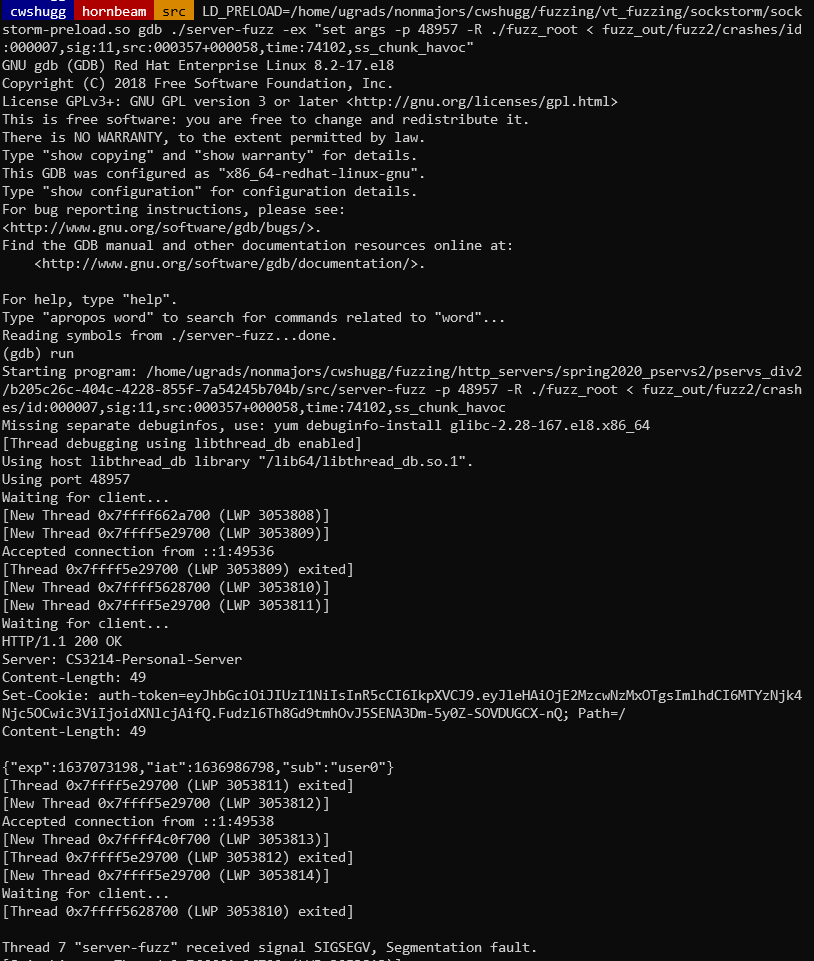 cwshugg hornbeam src LD_PRELOAD=/home/ugrads/nonmajors/cwshugg/fuzzing/vt_fuzzing/sockstorm/sock
storm-preload.so gdb ./server-fuzz -ex "set args -p 48957 -R ./fuzz_root < fuzz_out/fuzz2/crashes/id
:000007,sig:11,src:000357+000058,time:74102,ss_chunk_havoc"
GNU gdb (GDB) Red Hat Enterprise Linux 8.2-17.el8
Copyright (C) 2018 Free Software Foundation, Inc.
License GPLv3+: GNU GPL version 3 or later <http://gnu.org/licenses/gpl.html>
This is free software: you are free to change and redistribute it.
There is NO WARRANTY, to the extent permitted by law.
Type "show copying" and "show warranty" for details.
This GDB was configured as "x86_64-redhat-linux-gnu".
Type "show configuration" for configuration details.
For bug reporting instructions, please see:
<http://www.gnu.org/software/gdb/bugs/>.
Find the GDB manual and other documentation resources online at:
    <http://www.gnu.org/software/gdb/documentation/>.

For help, type "help".
Type "apropos word" to search for commands related to "word"...
Reading symbols from ./server-fuzz...done.
(gdb) run
Starting program: /home/ugrads/nonmajors/cwshugg/fuzzing/http_servers/spring2020_pservs2/pservs_div2
/b205c26c-404c-4228-855f-7a54245b704b/src/server-fuzz -p 48957 -R ./fuzz_root < fuzz_out/fuzz2/crash
es/id:000007,sig:11,src:000357+000058,time:74102,ss_chunk_havoc
Missing separate debuginfos, use: yum debuginfo-install glibc-2.28-167.el8.x86_64
[Thread debugging using libthread_db enabled]
Using host libthread_db library "/lib64/libthread_db.so.1".
Using port 48957
Waiting for client...
[New Thread 0x7ffff662a700 (LWP 3053808)]
[New Thread 0x7ffff5e29700 (LWP 3053809)]
Accepted connection from ::1:49536
[Thread 0x7ffff5e29700 (LWP 3053809) exited]
[New Thread 0x7ffff5628700 (LWP 3053810)]
[New Thread 0x7ffff5e29700 (LWP 3053811)]
Waiting for client...
HTTP/1.1 200 OK
Server: CS3214-Personal-Server
Content-Length: 49
Set-Cookie: auth-token=eyJhbGciOiJIUzI1NiIsInR5cCI6IkpXVCJ9.eyJleHAiOjE2MzcwNzMxOTgsImlhdCI6MTYzNjk4
Njc5OCwic3ViIjoidXNlcjAifQ.Fudzl6Th8Gd9tmhOvJ5SENA3Dm-5y0Z-SOVDUGCX-nQ; Path=/
Content-Length: 49

{"exp":1637073198,"iat":1636986798,"sub":"user0"}
[Thread 0x7ffff5e29700 (LWP 3053811) exited]
[New Thread 0x7ffff5e29700 (LWP 3053812)]
Accepted connection from ::1:49538
[New Thread 0x7ffff4c0f700 (LWP 3053813)]
[Thread 0x7ffff5e29700 (LWP 3053812) exited]
[New Thread 0x7ffff5e29700 (LWP 3053814)]
Waiting for client...
[Thread 0x7ffff5628700 (LWP 3053810) exited]

Thread 7 "server-fuzz" received signal SIGSEGV, Segmentation fault.